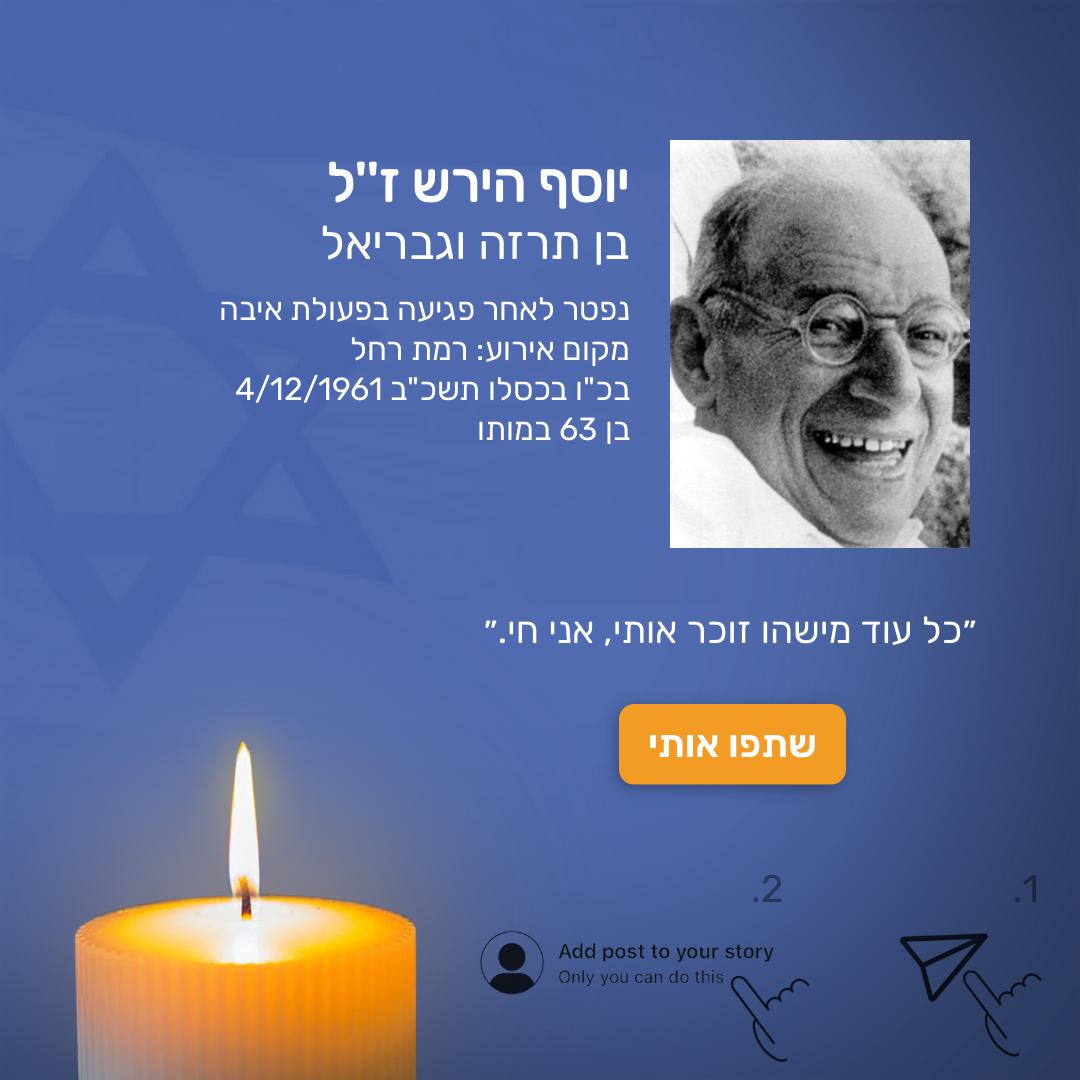 יוסף הירש ז"ל
בן תרזה וגבריאל
נפטר לאחר פגיעה בפעולת איבה
מקום אירוע: רמת רחל
בכ"ו בכסלו תשכ"ב 4/12/1961
בן 63 במותו
״כל עוד מישהו זוכר אותי, אני חי.״
שתפו אותי
1.
2.
Add post to your story
Only you can do this